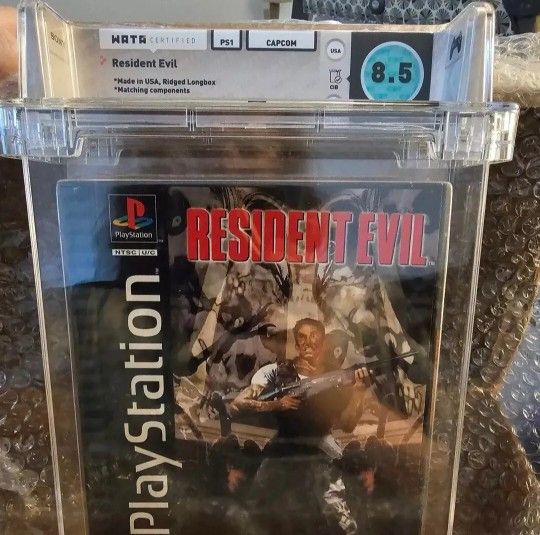 WATA CERTIFIED PS1 CAPCOM USA
Resident Evil
*Made in USA, Ridged Longbox
*Matching components
CIB
8.5
SONY
PlayStation
NTSC U/C
RESIDENT EVIL
PlayStation